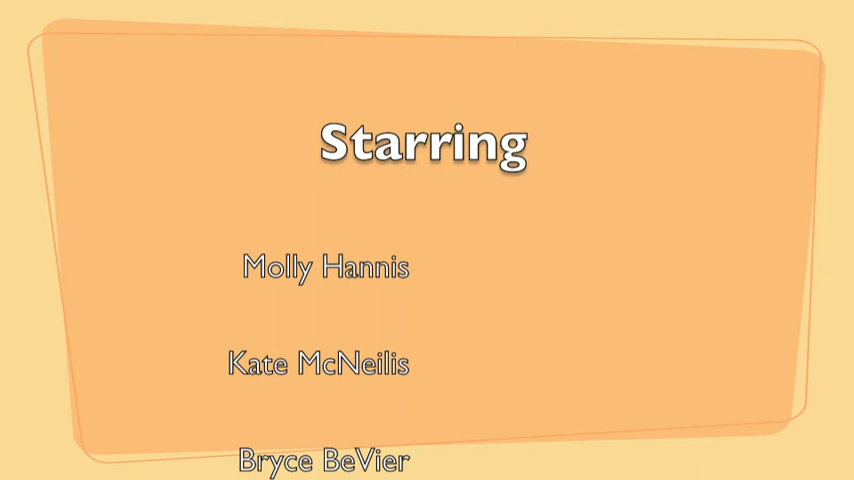 Starring
Molly Hannis
Kate McNeilis
Bryce BeVier